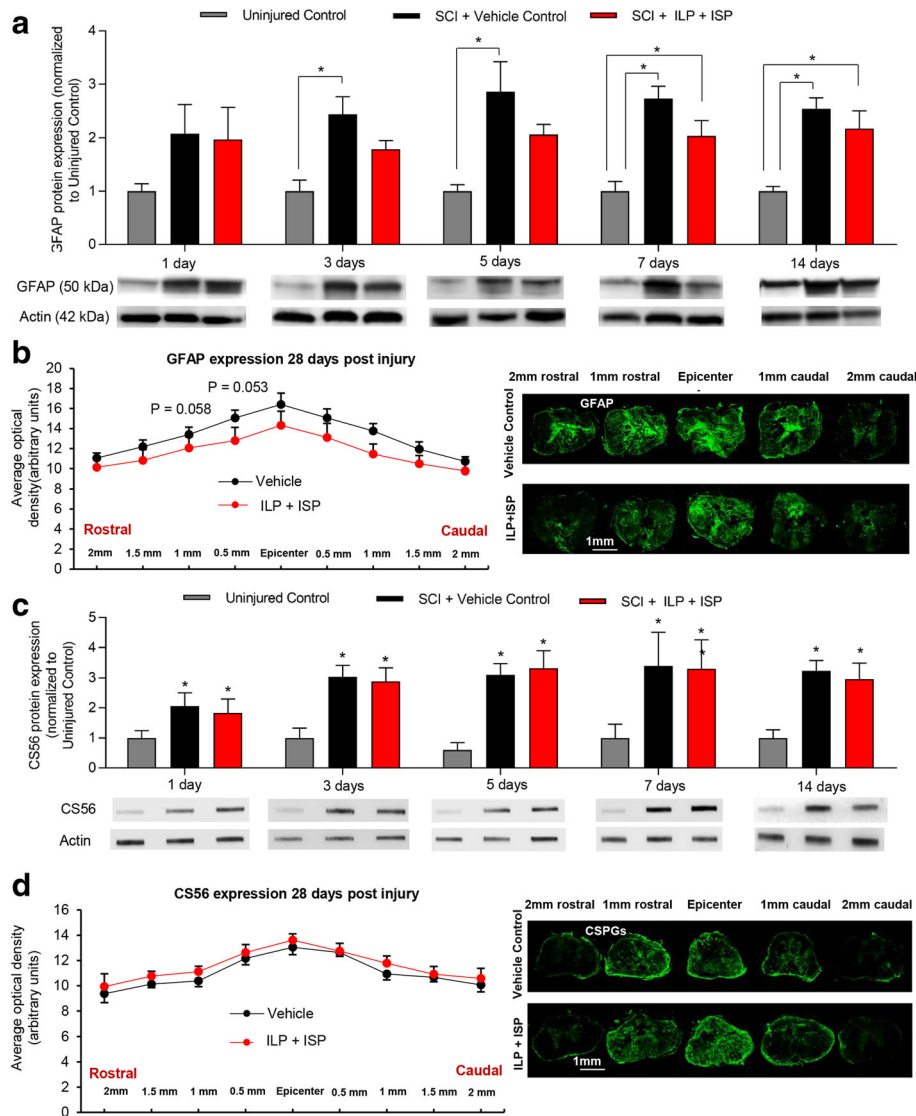 a
Uninjured Control
SCI + Vehicle Control
SCI + ILP + ISP
GFAP protein expression (normalized
to Uninjured Control)
4
3
2
1
0
* * * * * *
1 day 3 days 5 days 7 days 14 days
GFAP (50 kDa)
Actin (42 kDa)
b
GFAP expression 28 days post injury
Average optical
density(arbitrary units)
20
18
16
14
12
10
8
6
4
2
0
P = 0.053
P = 0.058
Vehicle
ILP + ISP
Rostral Caudal
2mm 1.5 mm 1 mm 0.5 mm Epicenter 0.5 mm 1 mm 1.5 mm 2 mm
2mm rostral 1mm rostral Epicenter 1mm caudal 2mm caudal
Vehicle Control
GFAP
ILP+ISP
1mm
c
Uninjured Control
SCI + Vehicle Control
SCI + ILP + ISP
CS56 protein expression
(normalized to
Uninjured Control)
5
4
3
2
1
0
* * * * * * * * * * *
1 day 3 days 5 days 7 days 14 days
CS56
Actin
d
CS56 expression 28 days post injury
Average optical density
(arbitrary units)
16
14
12
10
8
6
4
2
0
Vehicle
ILP + ISP
Rostral Caudal
2mm 1.5 mm 1 mm 0.5 mm Epicenter 0.5 mm 1 mm 1.5 mm 2 mm
2mm rostral 1mm rostral Epicenter 1mm caudal 2mm caudal
Vehicle Control
CSPGs
ILP + ISP
1mm